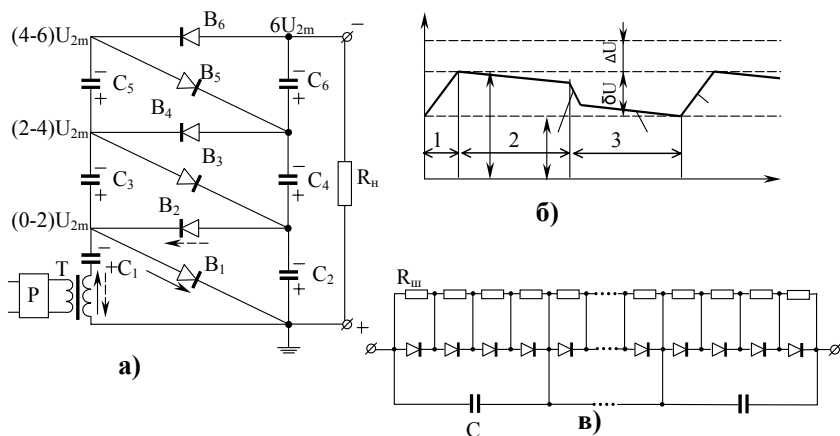 (4-6)U2m
B6
6U2m
−
−
C5
+
B5
−
C6
+
B4
(2-4)U2m
−
C3
+
B3
−
C4
+
Rн
B2
(0-2)U2m
−
+
C1
B1
−
C2
+
P
T
+
а)
ΔU
δU
1
2
3
б)
Rш
C
в)